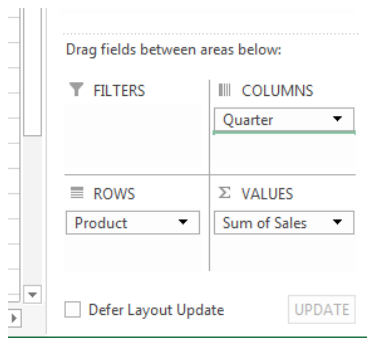 Drag fields between areas below:
FILTERS
COLUMNS
Quarter
ROWS
Σ VALUES
Product
Sum of Sales
Defer Layout Update
UPDATE